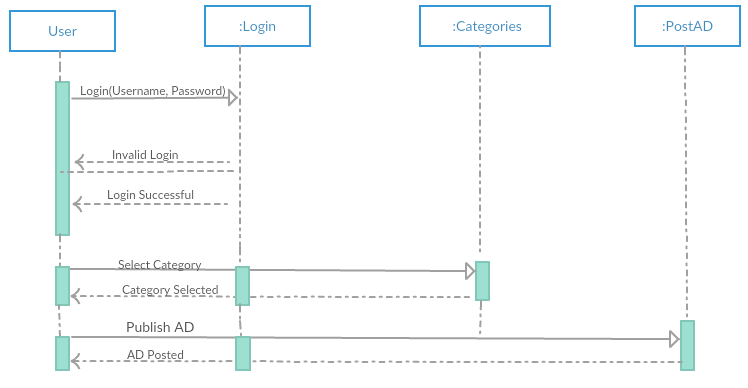 User
:Login
:Categories
:PostAD
Login(Username, Password)
Invalid Login
Login Successful
Select Category
Category Selected
Publish AD
AD Posted